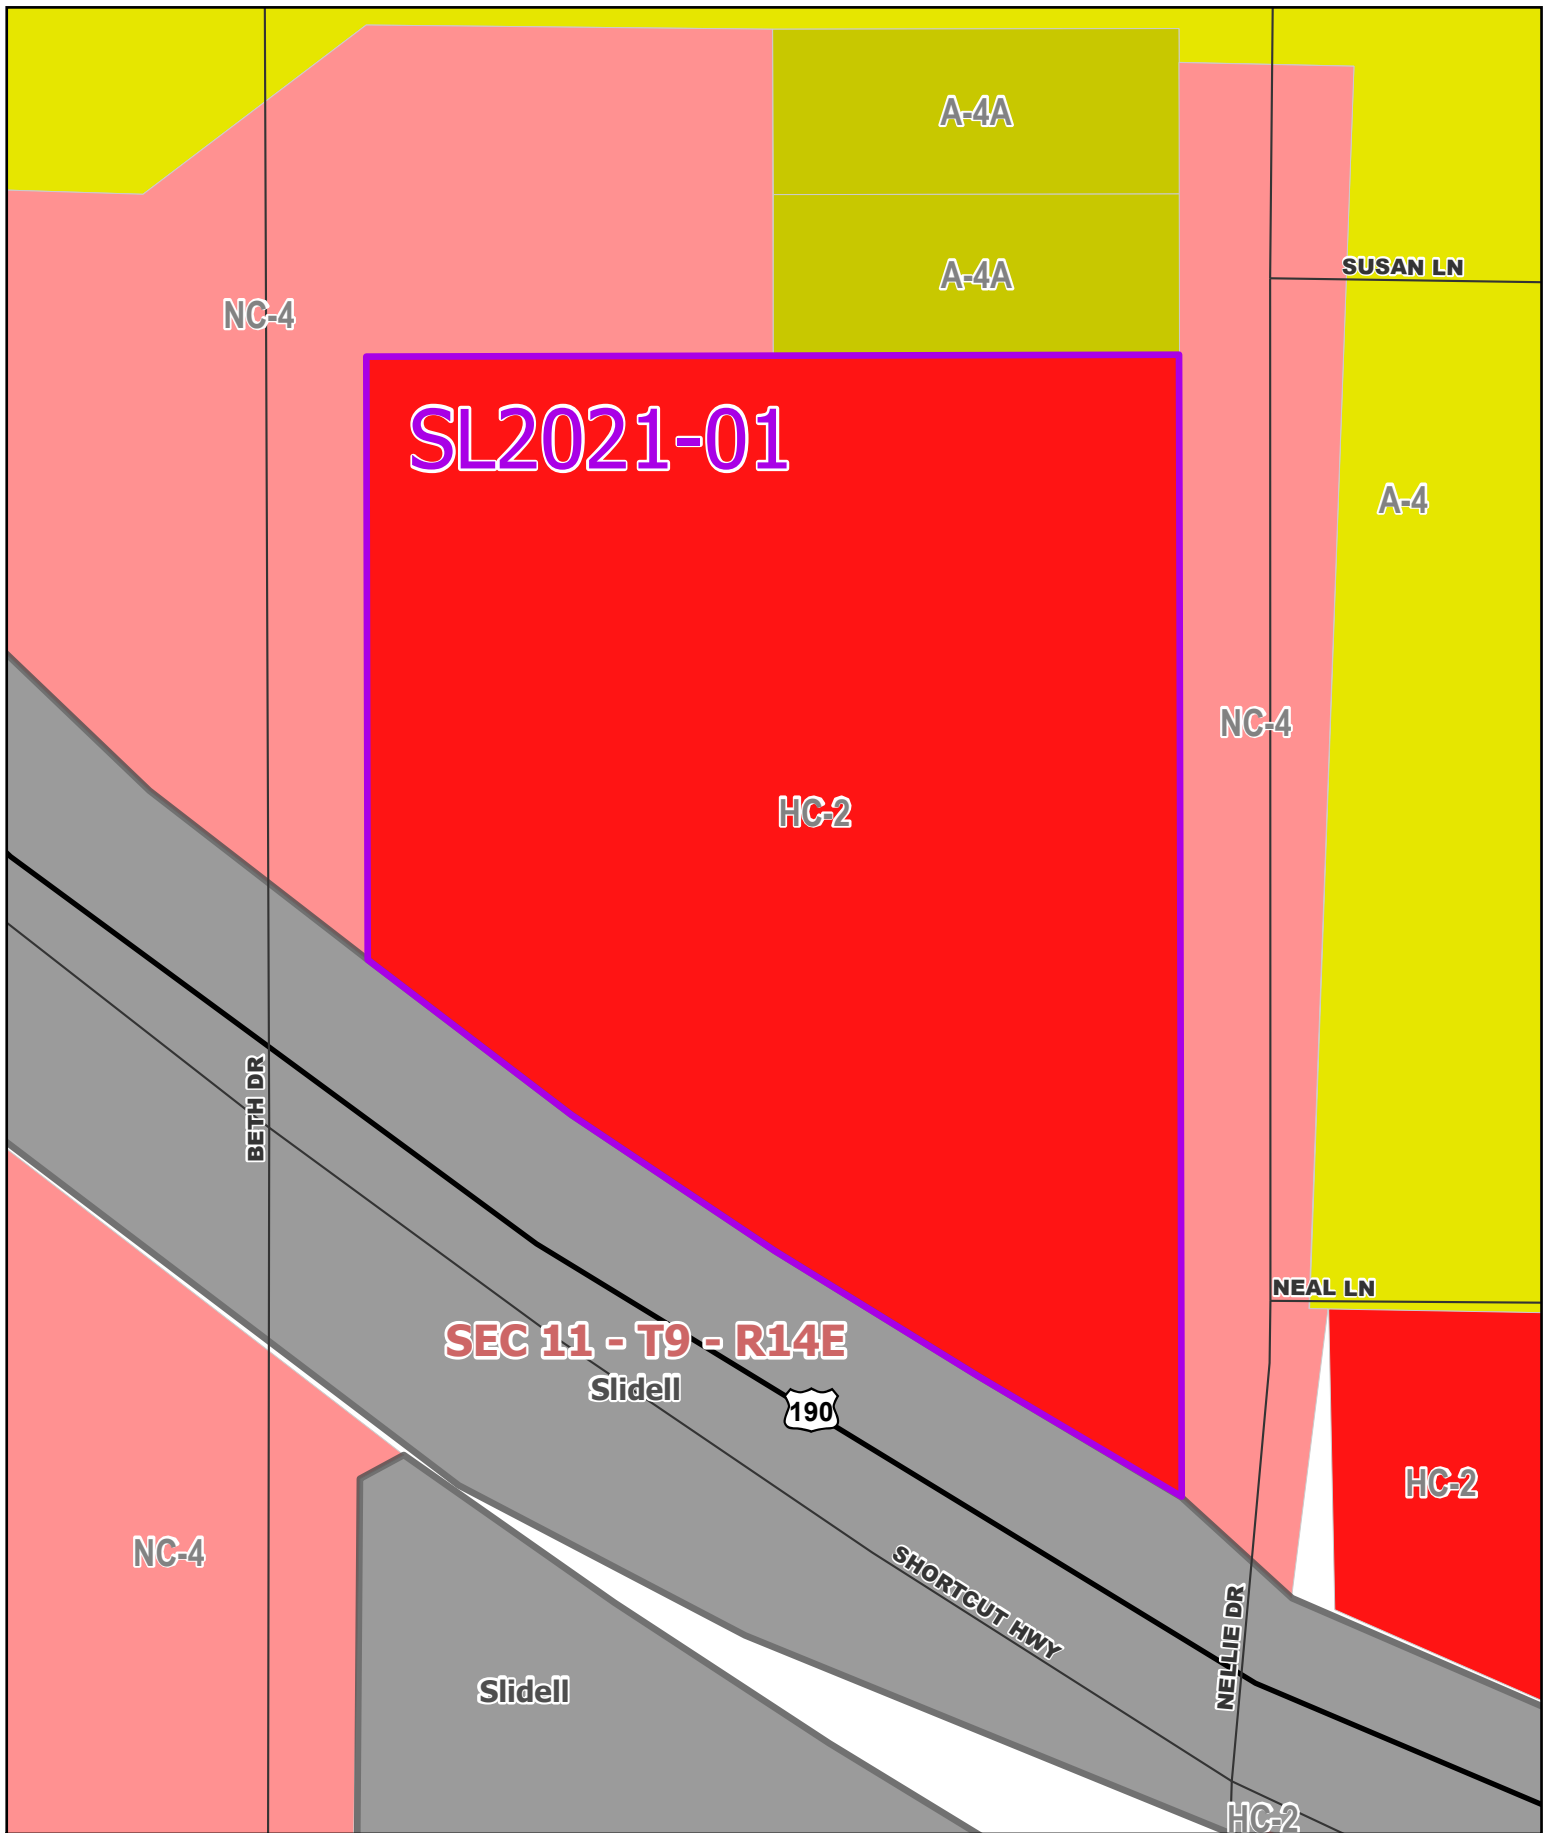 A-4A
SUSAN LN
A-4A
NC-4
SL2021-01
A-4
NC-4
HC-2
BETH DR
NEAL LN
SEC 11 - T9 - R14E
Slidell
190
HC-2
NC-4
SHORTCUT HWY
NELLIE DR
Slidell
HC-2